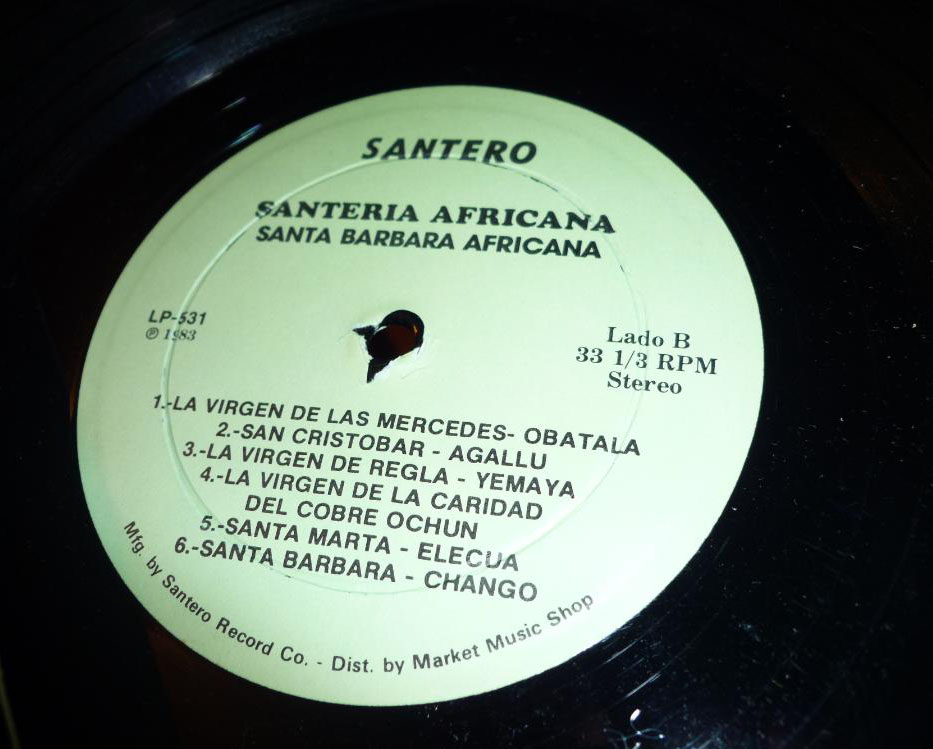 SANTERO
SANTERIA AFRICANA
SANTA BARBARA AFRICANA
LP-531
℗ 1983
Lado B
33 1/3 RPM
Stereo
1.-LA VIRGEN DE LAS MERCEDES- OBATALA
2.-SAN CRISTOBAR - AGALLU
3.-LA VIRGEN DE REGLA - YEMAYA
4.-LA VIRGEN DE LA CARIDAD
DEL COBRE OCHUN
5.-SANTA MARTA - ELECUA
6.-SANTA BARBARA - CHANGO
Mfg. by Santero Record Co. - Dist. by Market Music Shop